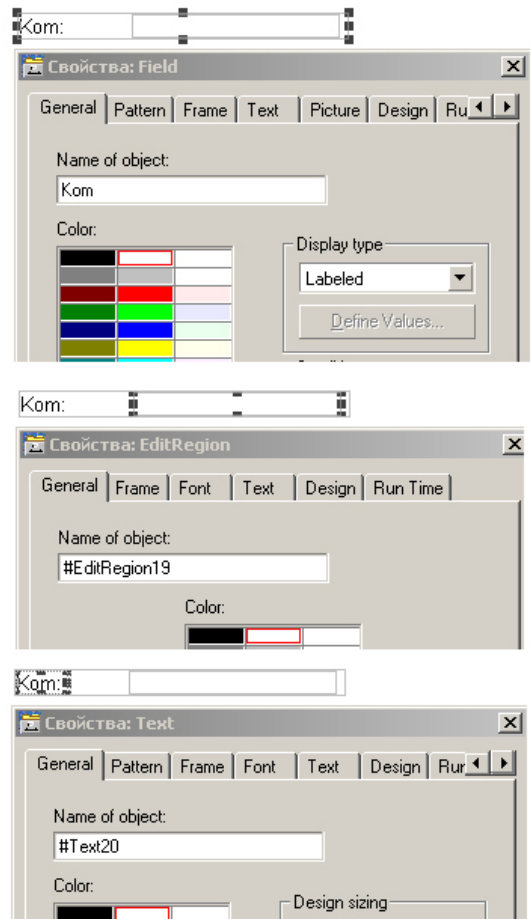 Kom:
Свойства: Field
General Pattern Frame Text Picture Design Ru
Name of object:
Kom
Color:
Display type
Labeled
Define Values...
Kom:
Свойства: EditRegion
General Frame Font Text Design Run Time
Name of object:
#EditRegion19
Color:
Kom:
Свойства: Text
General Pattern Frame Font Text Design Rur
Name of object:
#Text20
Color:
Design sizing